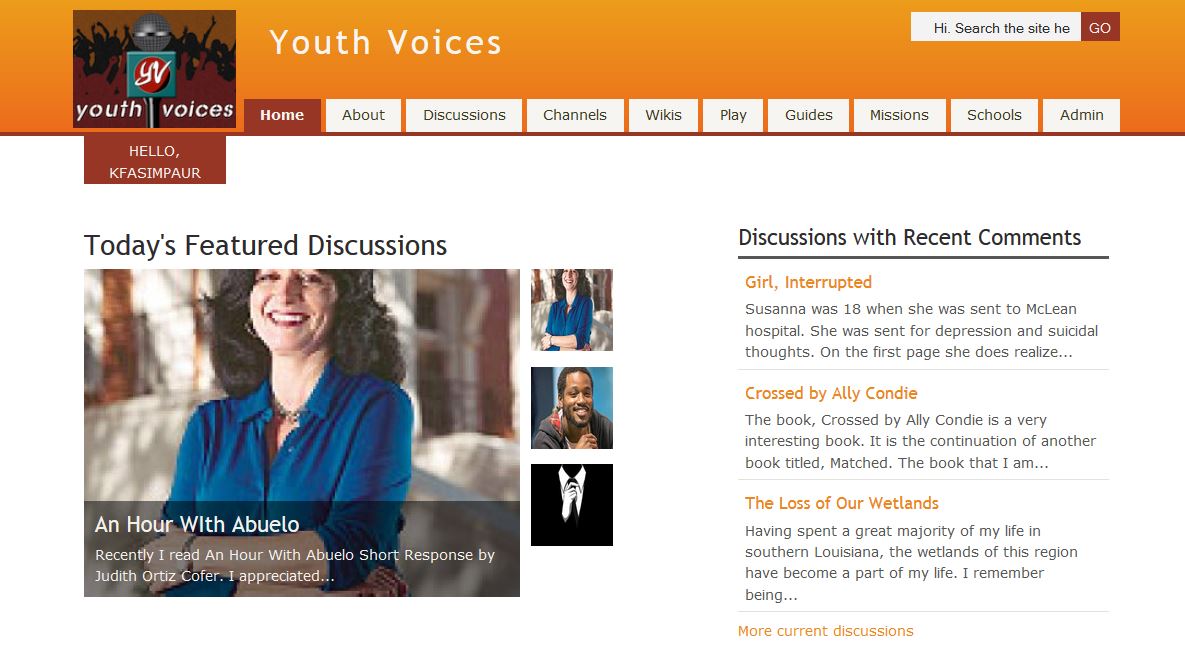 YV
youth voices
Youth Voices
Hi. Search the site he
GO
Home
About
Discussions
Channels
Wikis
Play
Guides
Missions
Schools
Admin
HELLO,
KFASIMPAUR
Today's Featured Discussions
An Hour WIth Abuelo
Recently I read An Hour With Abuelo Short Response by
Judith Ortiz Cofer. I appreciated...
Discussions with Recent Comments
Girl, Interrupted
Susanna was 18 when she was sent to McLean
hospital. She was sent for depression and suicidal
thoughts. On the first page she does realize...
Crossed by Ally Condie
The book, Crossed by Ally Condie is a very
interesting book. It is the continuation of another
book titled, Matched. The book that I am...
The Loss of Our Wetlands
Having spent a great majority of my life in
southern Louisiana, the wetlands of this region
have become a part of my life. I remember
being...
More current discussions